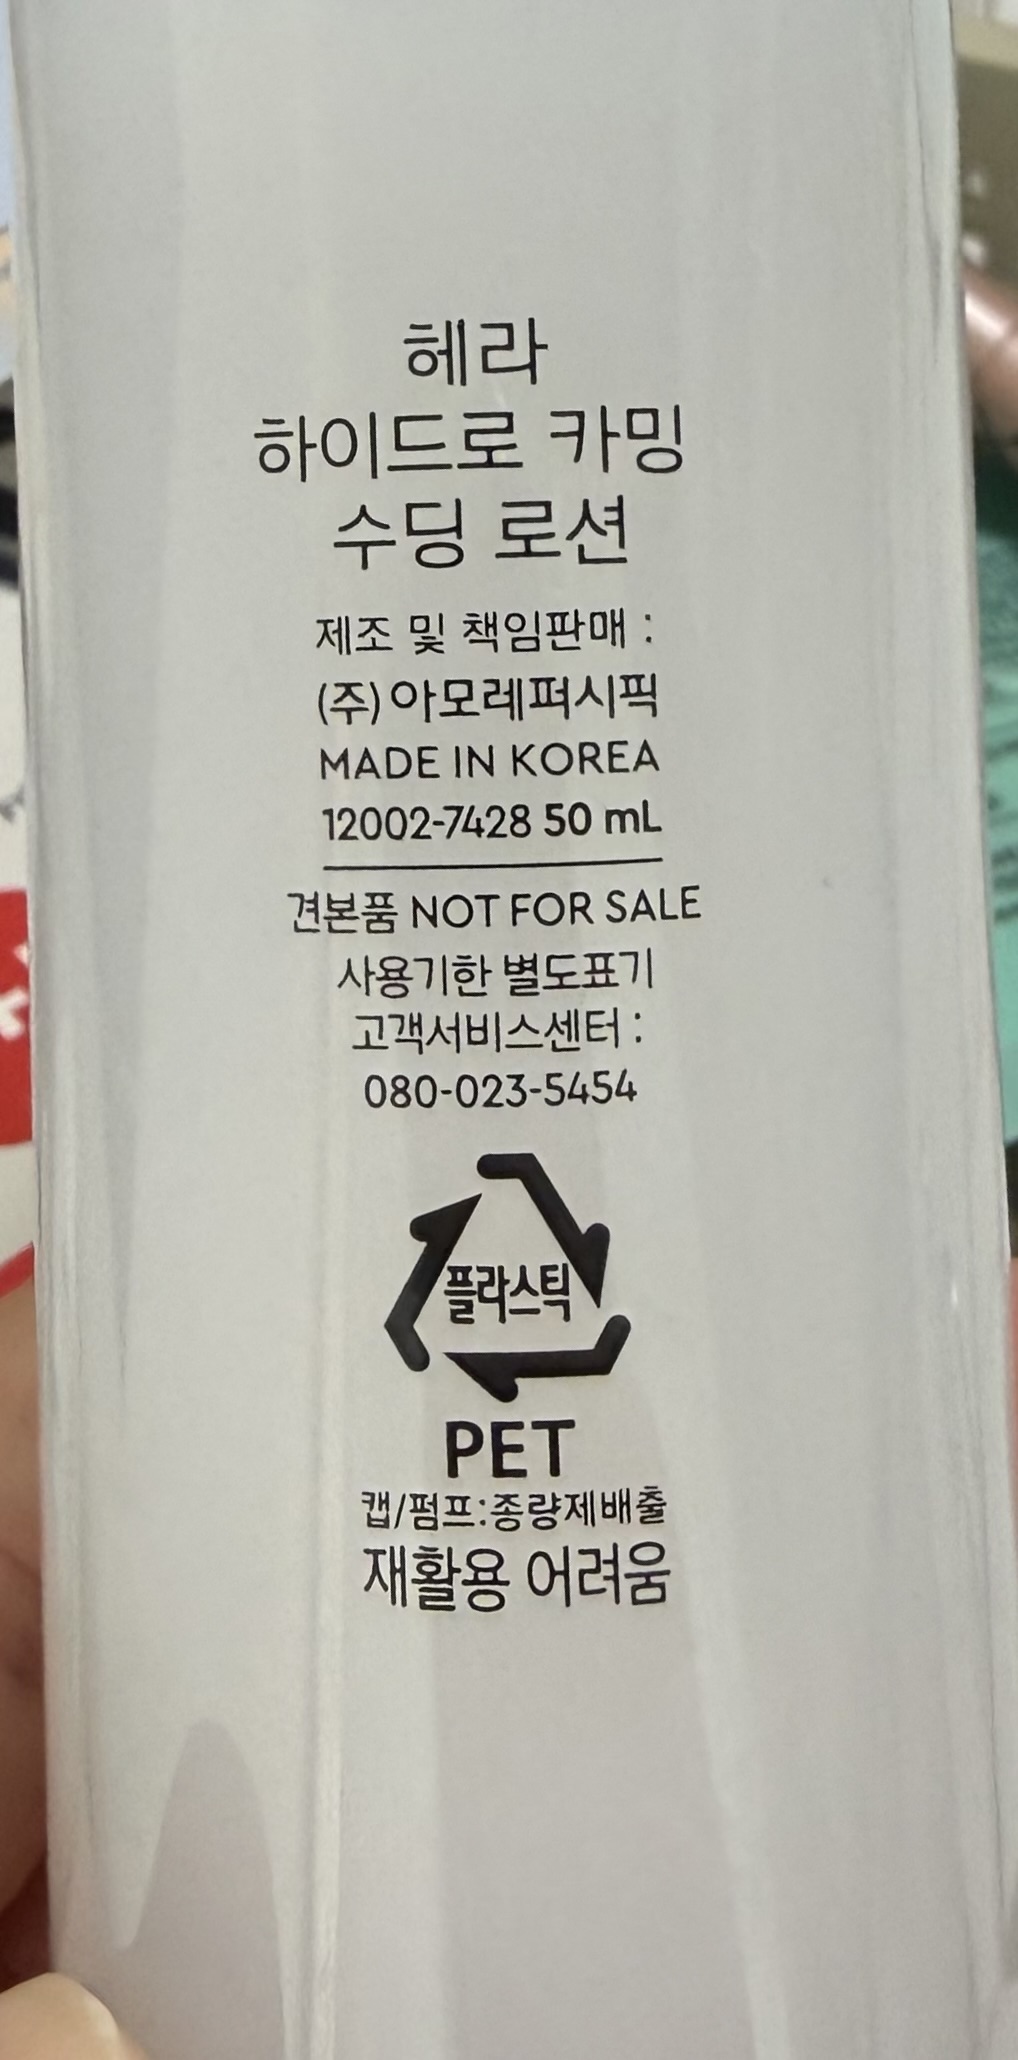 헤라
하이드로 카밍
수딩 로션
제조 및 책임판매 :
(주)아모레퍼시픽
MADE IN KOREA
12002-7428 50 mL
견본품 NOT FOR SALE
사용기한 별도표기
고객서비스센터 :
080-023-5454
플라스틱
PET
캡/펌프:종량제배출
재활용 어려움